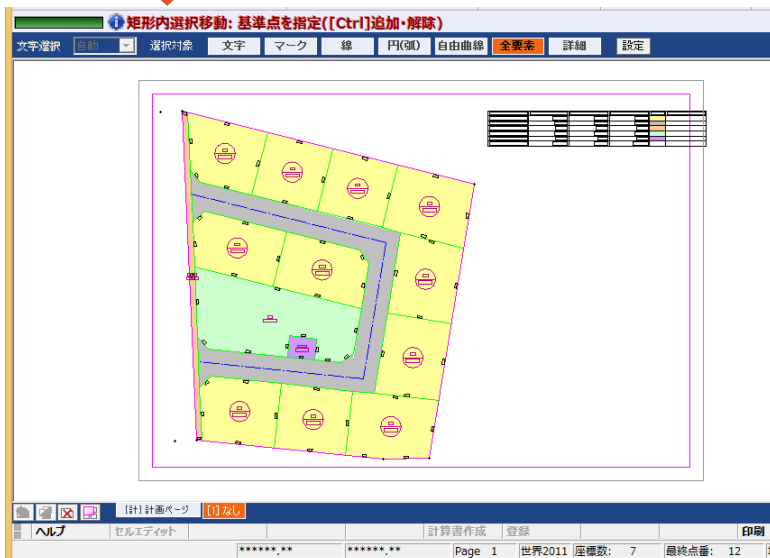 矩形内選択移動: 基準点を指定([Ctrl]追加・解除)
文字選択 自動 選択対象 文字 マーク 線 円(弧) 自由曲線 全要素 詳細 設定
[計] 計画ページ [1] なし
ヘルプ セルエディット 計算書作成 登録 印刷
******.** ******.** Page 1 世界2011 座標数: 7 最終点番: 12